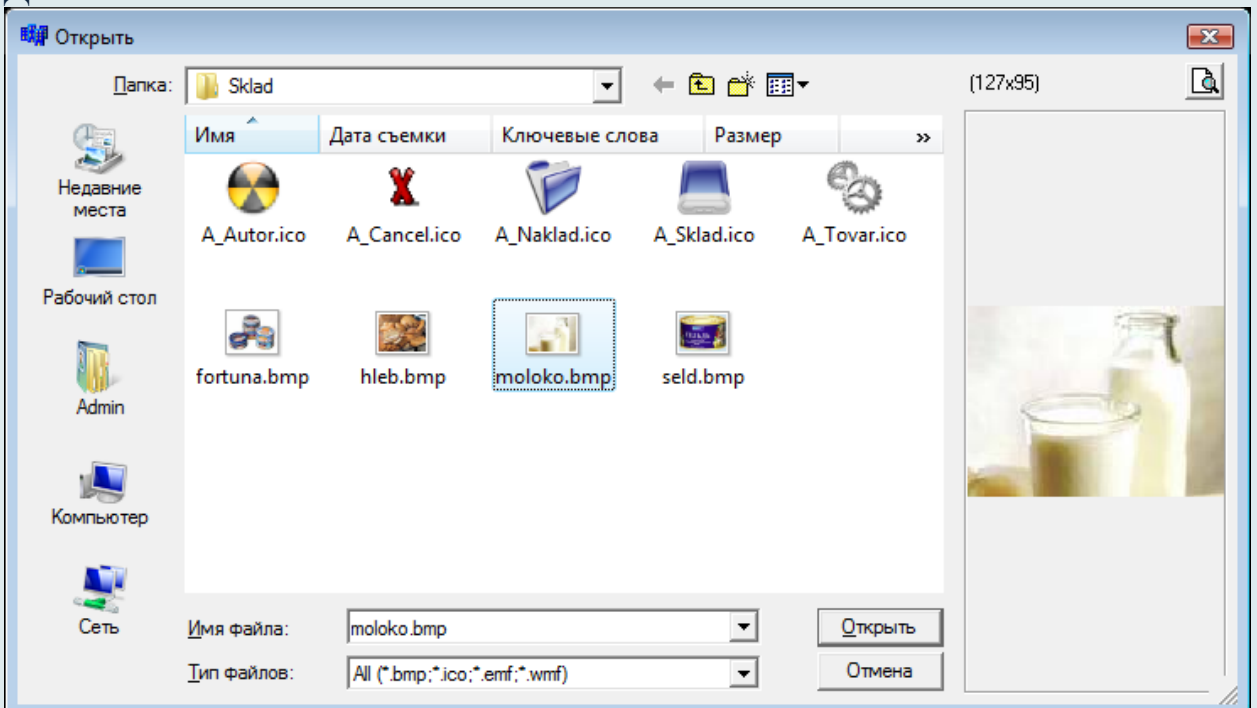 Открыть
Папка: Sklad (127x95)
Имя Дата съемки Ключевые слова Размер »
Недавние места
A_Autor.ico A_Cancel.ico A_Naklad.ico A_Sklad.ico A_Tovar.ico
Рабочий стол
fortuna.bmp hleb.bmp moloko.bmp seld.bmp
Admin
Компьютер
Сеть
Имя файла: moloko.bmp Открыть
Тип файлов: All (*.bmp;*.ico;*.emf;*.wmf) Отмена